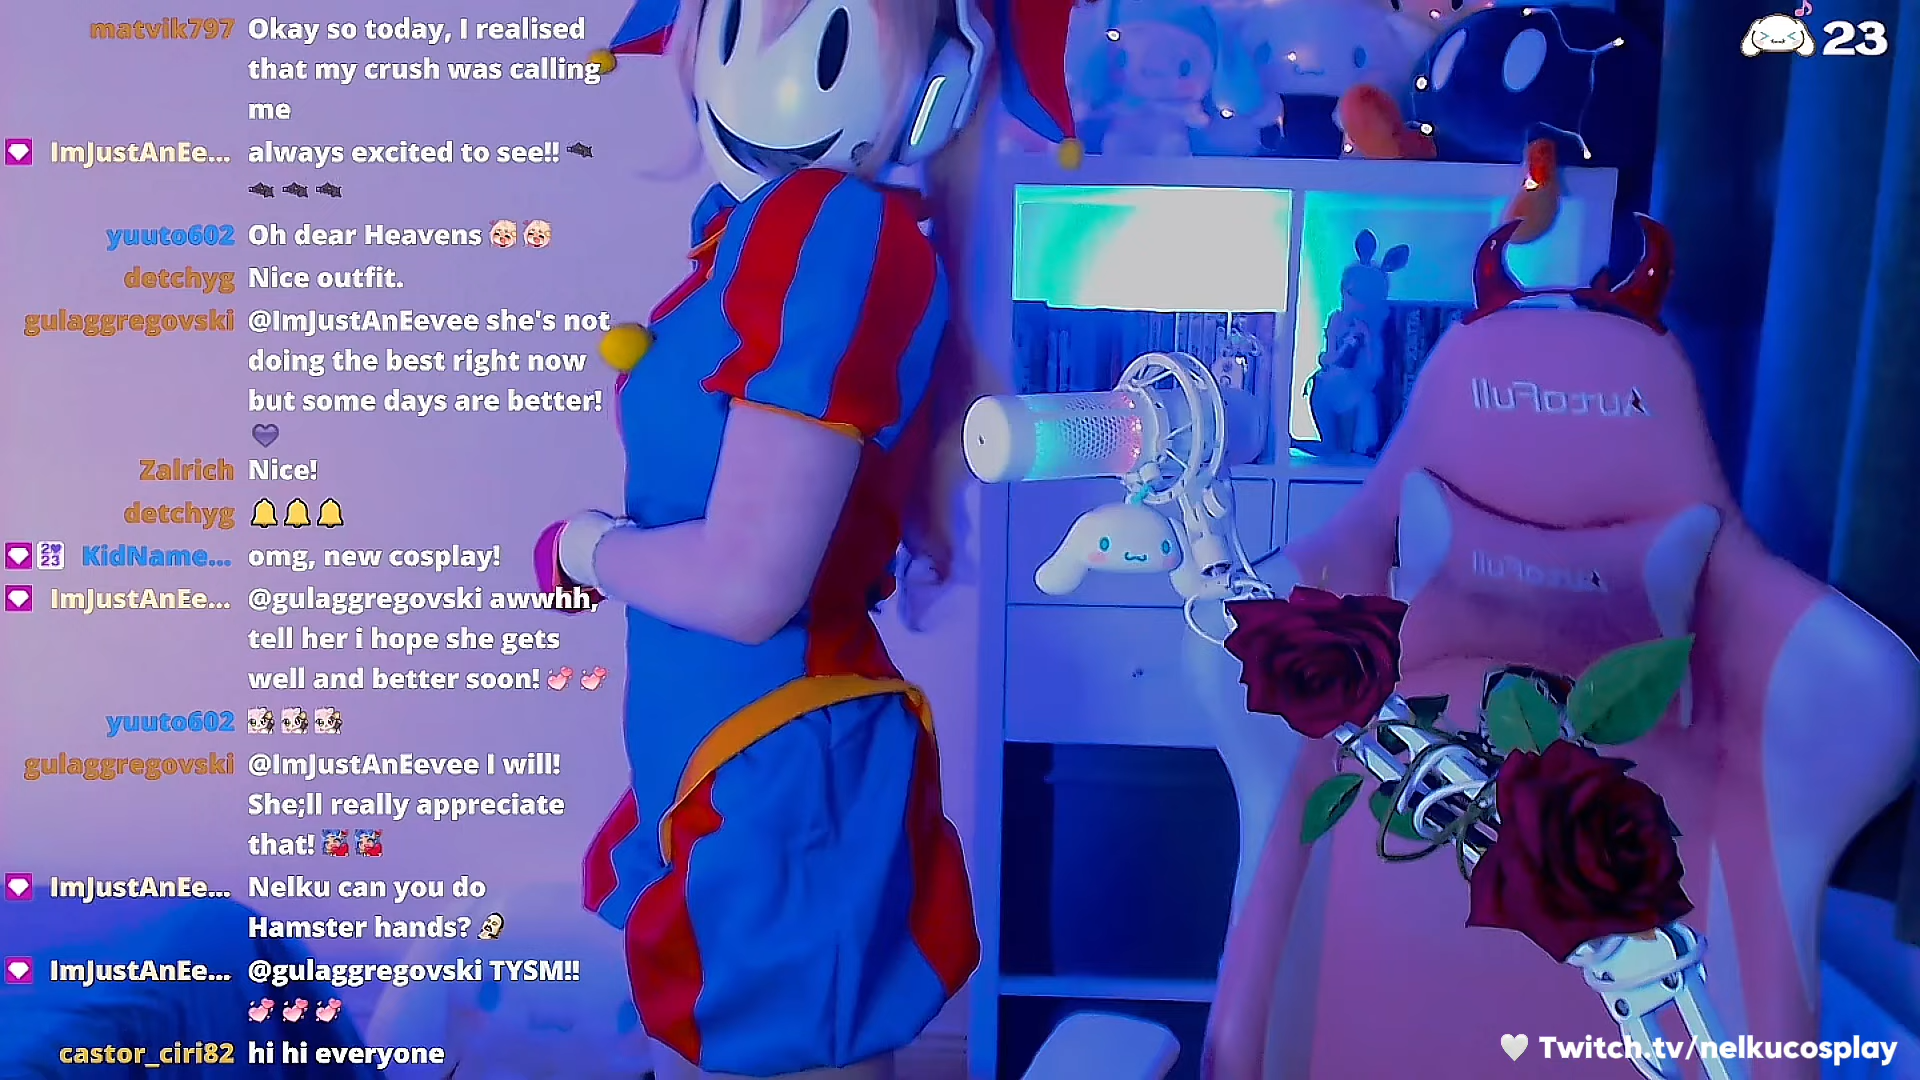 matvik797 Okay so today, I realised
that my crush was calling
me
ImJustAnEe... always excited to see!!
yuuto602 Oh dear Heavens
detchyg Nice outfit.
gulaggregovski @ImJustAnEevee she's not
doing the best right now
but some days are better!
Zalrich Nice!
detchyg
KidName... omg, new cosplay!
ImJustAnEe... @gulaggregovski awwhh,
tell her i hope she gets
well and better soon!
yuuto602
gulaggregovski @ImJustAnEevee I will!
She;ll really appreciate
that!
ImJustAnEe... Nelku can you do
Hamster hands?
ImJustAnEe... @gulaggregovski TYSM!!
castor_ciri82 hi hi everyone
23
AutoFull
AutoFull
Twitch.tv/nelkucosplay